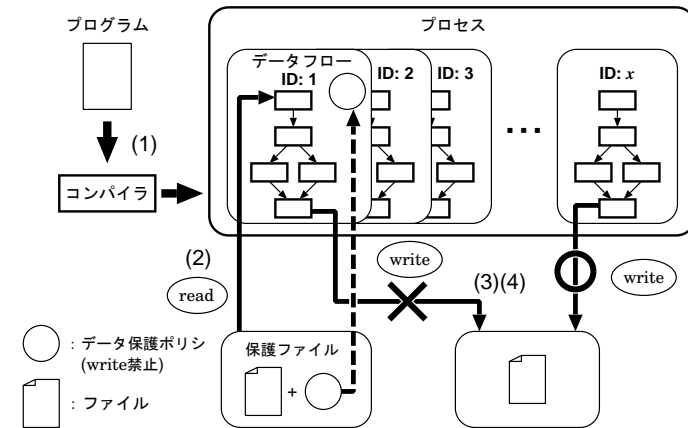 プログラム
プロセス
データフロー
ID: 1
ID: 2
ID: 3
ID: x
...
(1)
コンパイラ
(2)
read
write
(3)(4)
write
: データ保護ポリシ
(write禁止)
: ファイル
保護ファイル
+